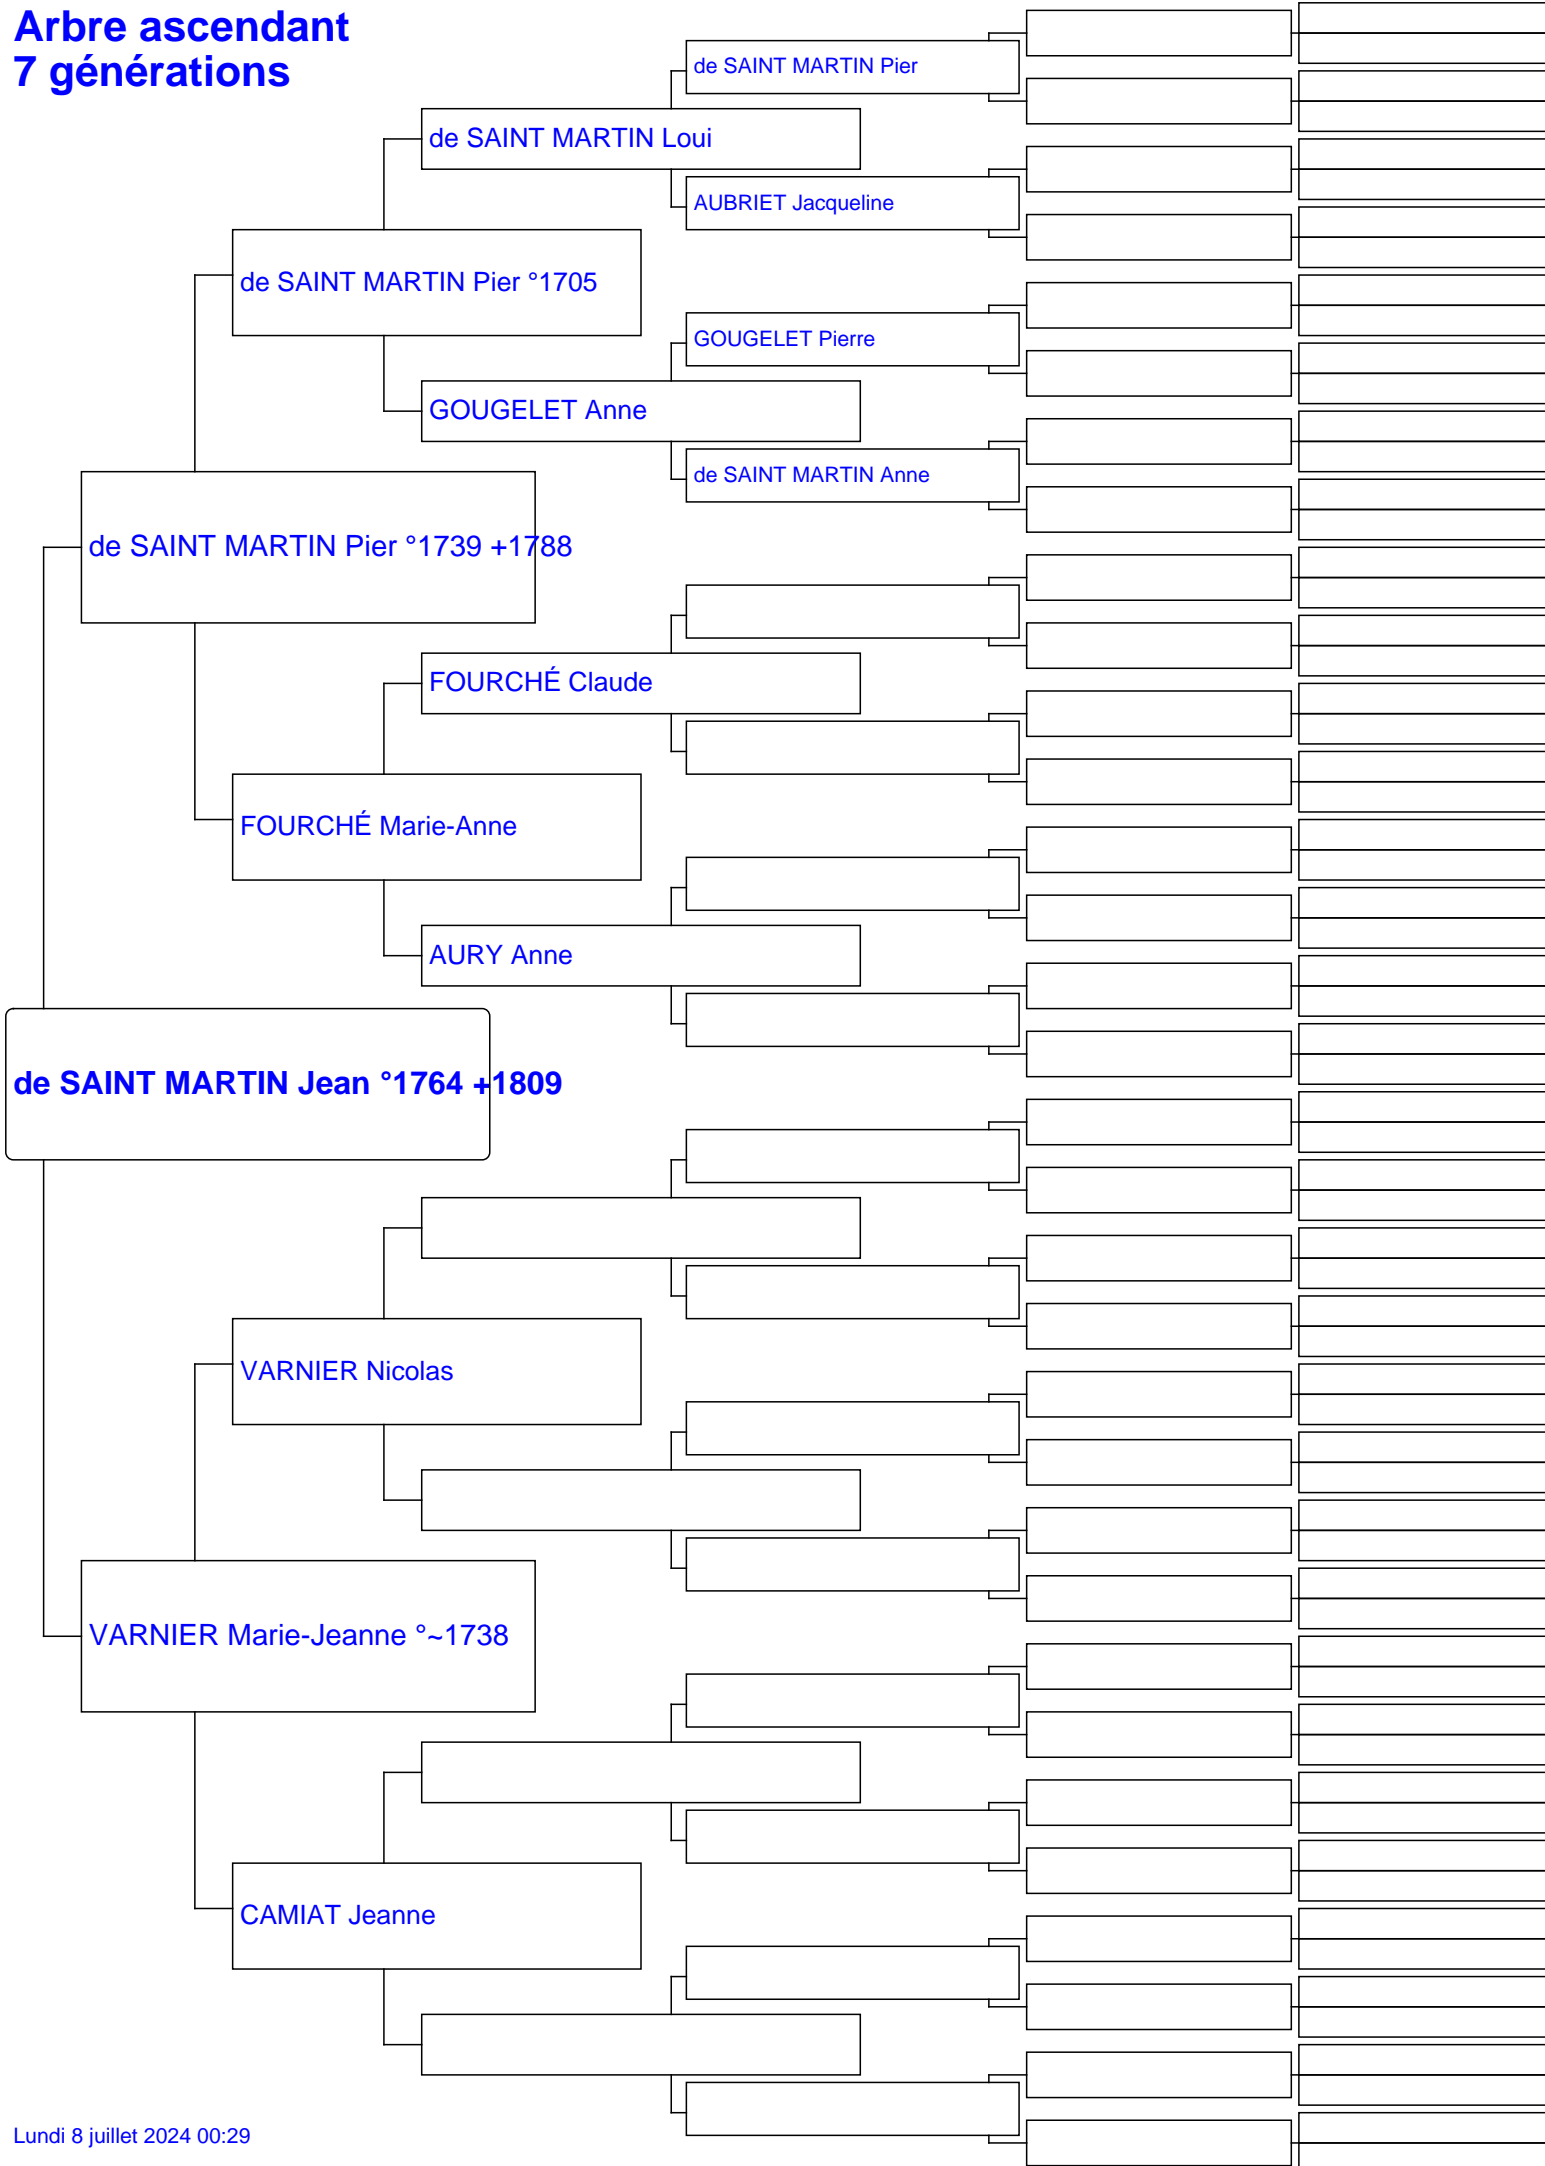 Arbre ascendant
7 générations
de SAINT MARTIN Pier
de SAINT MARTIN Loui
AUBRIET Jacqueline
de SAINT MARTIN Pier °1705
GOUGELET Pierre
GOUGELET Anne
de SAINT MARTIN Anne
de SAINT MARTIN Pier °1739 +1788
FOURCHÉ Claude
FOURCHÉ Marie-Anne
AURY Anne
de SAINT MARTIN Jean °1764 +1809
VARNIER Nicolas
VARNIER Marie-Jeanne °~1738
CAMIAT Jeanne
Lundi 8 juillet 2024 00:29